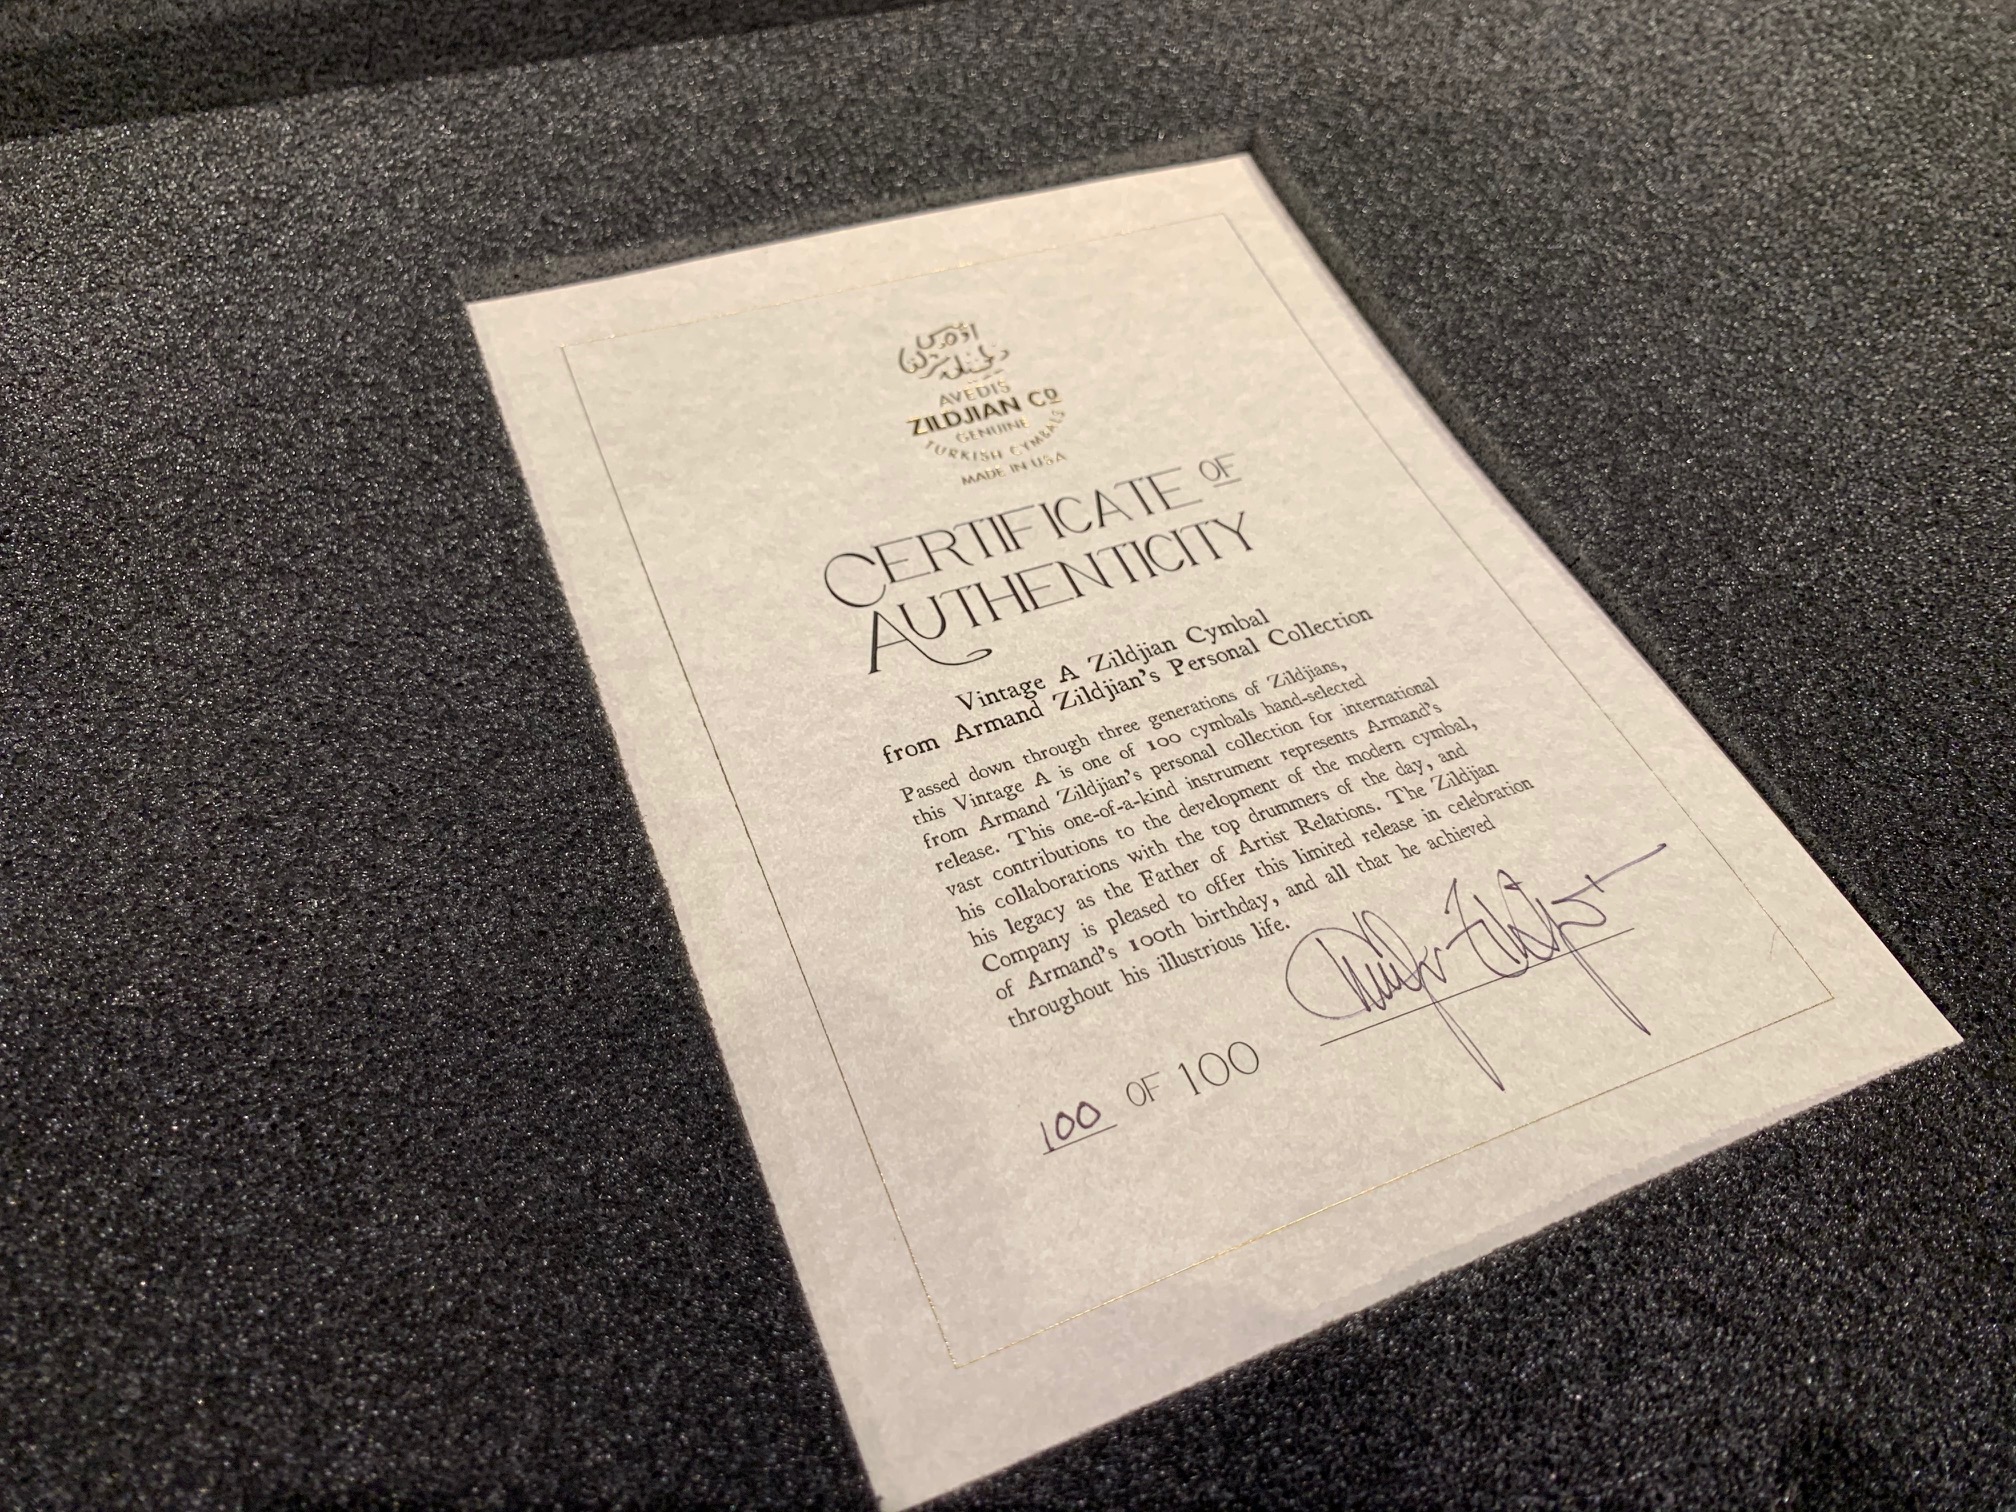 AVEDIS
ZILDJIAN Co
GENUINE
TURKISH CYMBALS
MADE IN USA
CERTIFICATE OF
AUTHENTICITY
Vintage A Zildjian Cymbal
from Armand Zildjian's Personal Collection
Passed down through three generations of Zildjians,
this Vintage A is one of 100 cymbals hand-selected
from Armand Zildjian's personal collection for international
release. This one-of-a-kind instrument represents Armand's
vast contributions to the development of the modern cymbal,
his collaborations with the top drummers of the day, and
his legacy as the Father of Artist Relations. The Zildjian
Company is pleased to offer this limited release in celebration
of Armand's 100th birthday, and all that he achieved
throughout his illustrious life.
100 OF 100